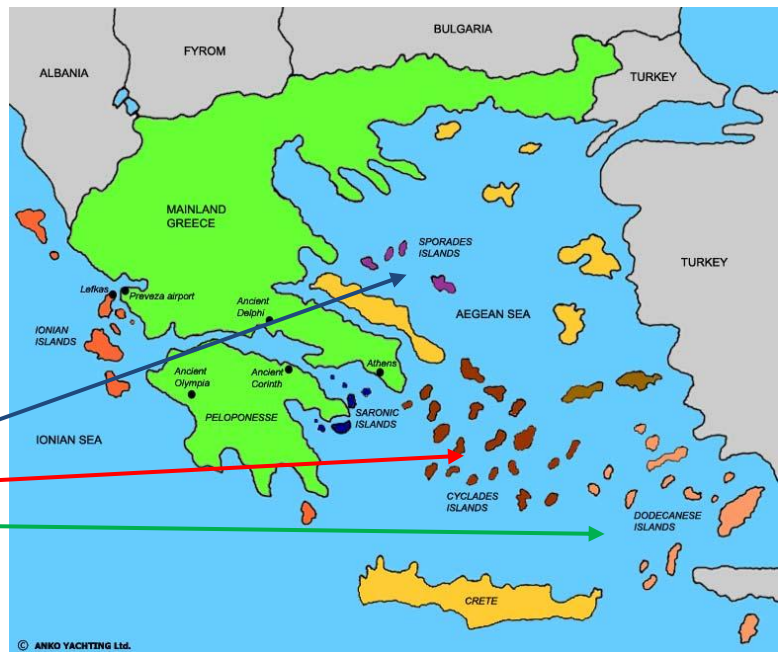 BULGARIA
FYROM
ALBANIA
TURKEY
MAINLAND
GREECE
SPORADES
ISLANDS
TURKEY
Lefkas
Preveza airport
Ancient
Delphi
AEGEAN SEA
IONIAN
ISLANDS
Athens
Ancient
Olympia
Ancient
Corinth
PELOPONESSE
SARONIC
ISLANDS
IONIAN SEA
CYCLADES
ISLANDS
DODECANESE
ISLANDS
CRETE
© ANKO YACHTING Ltd.